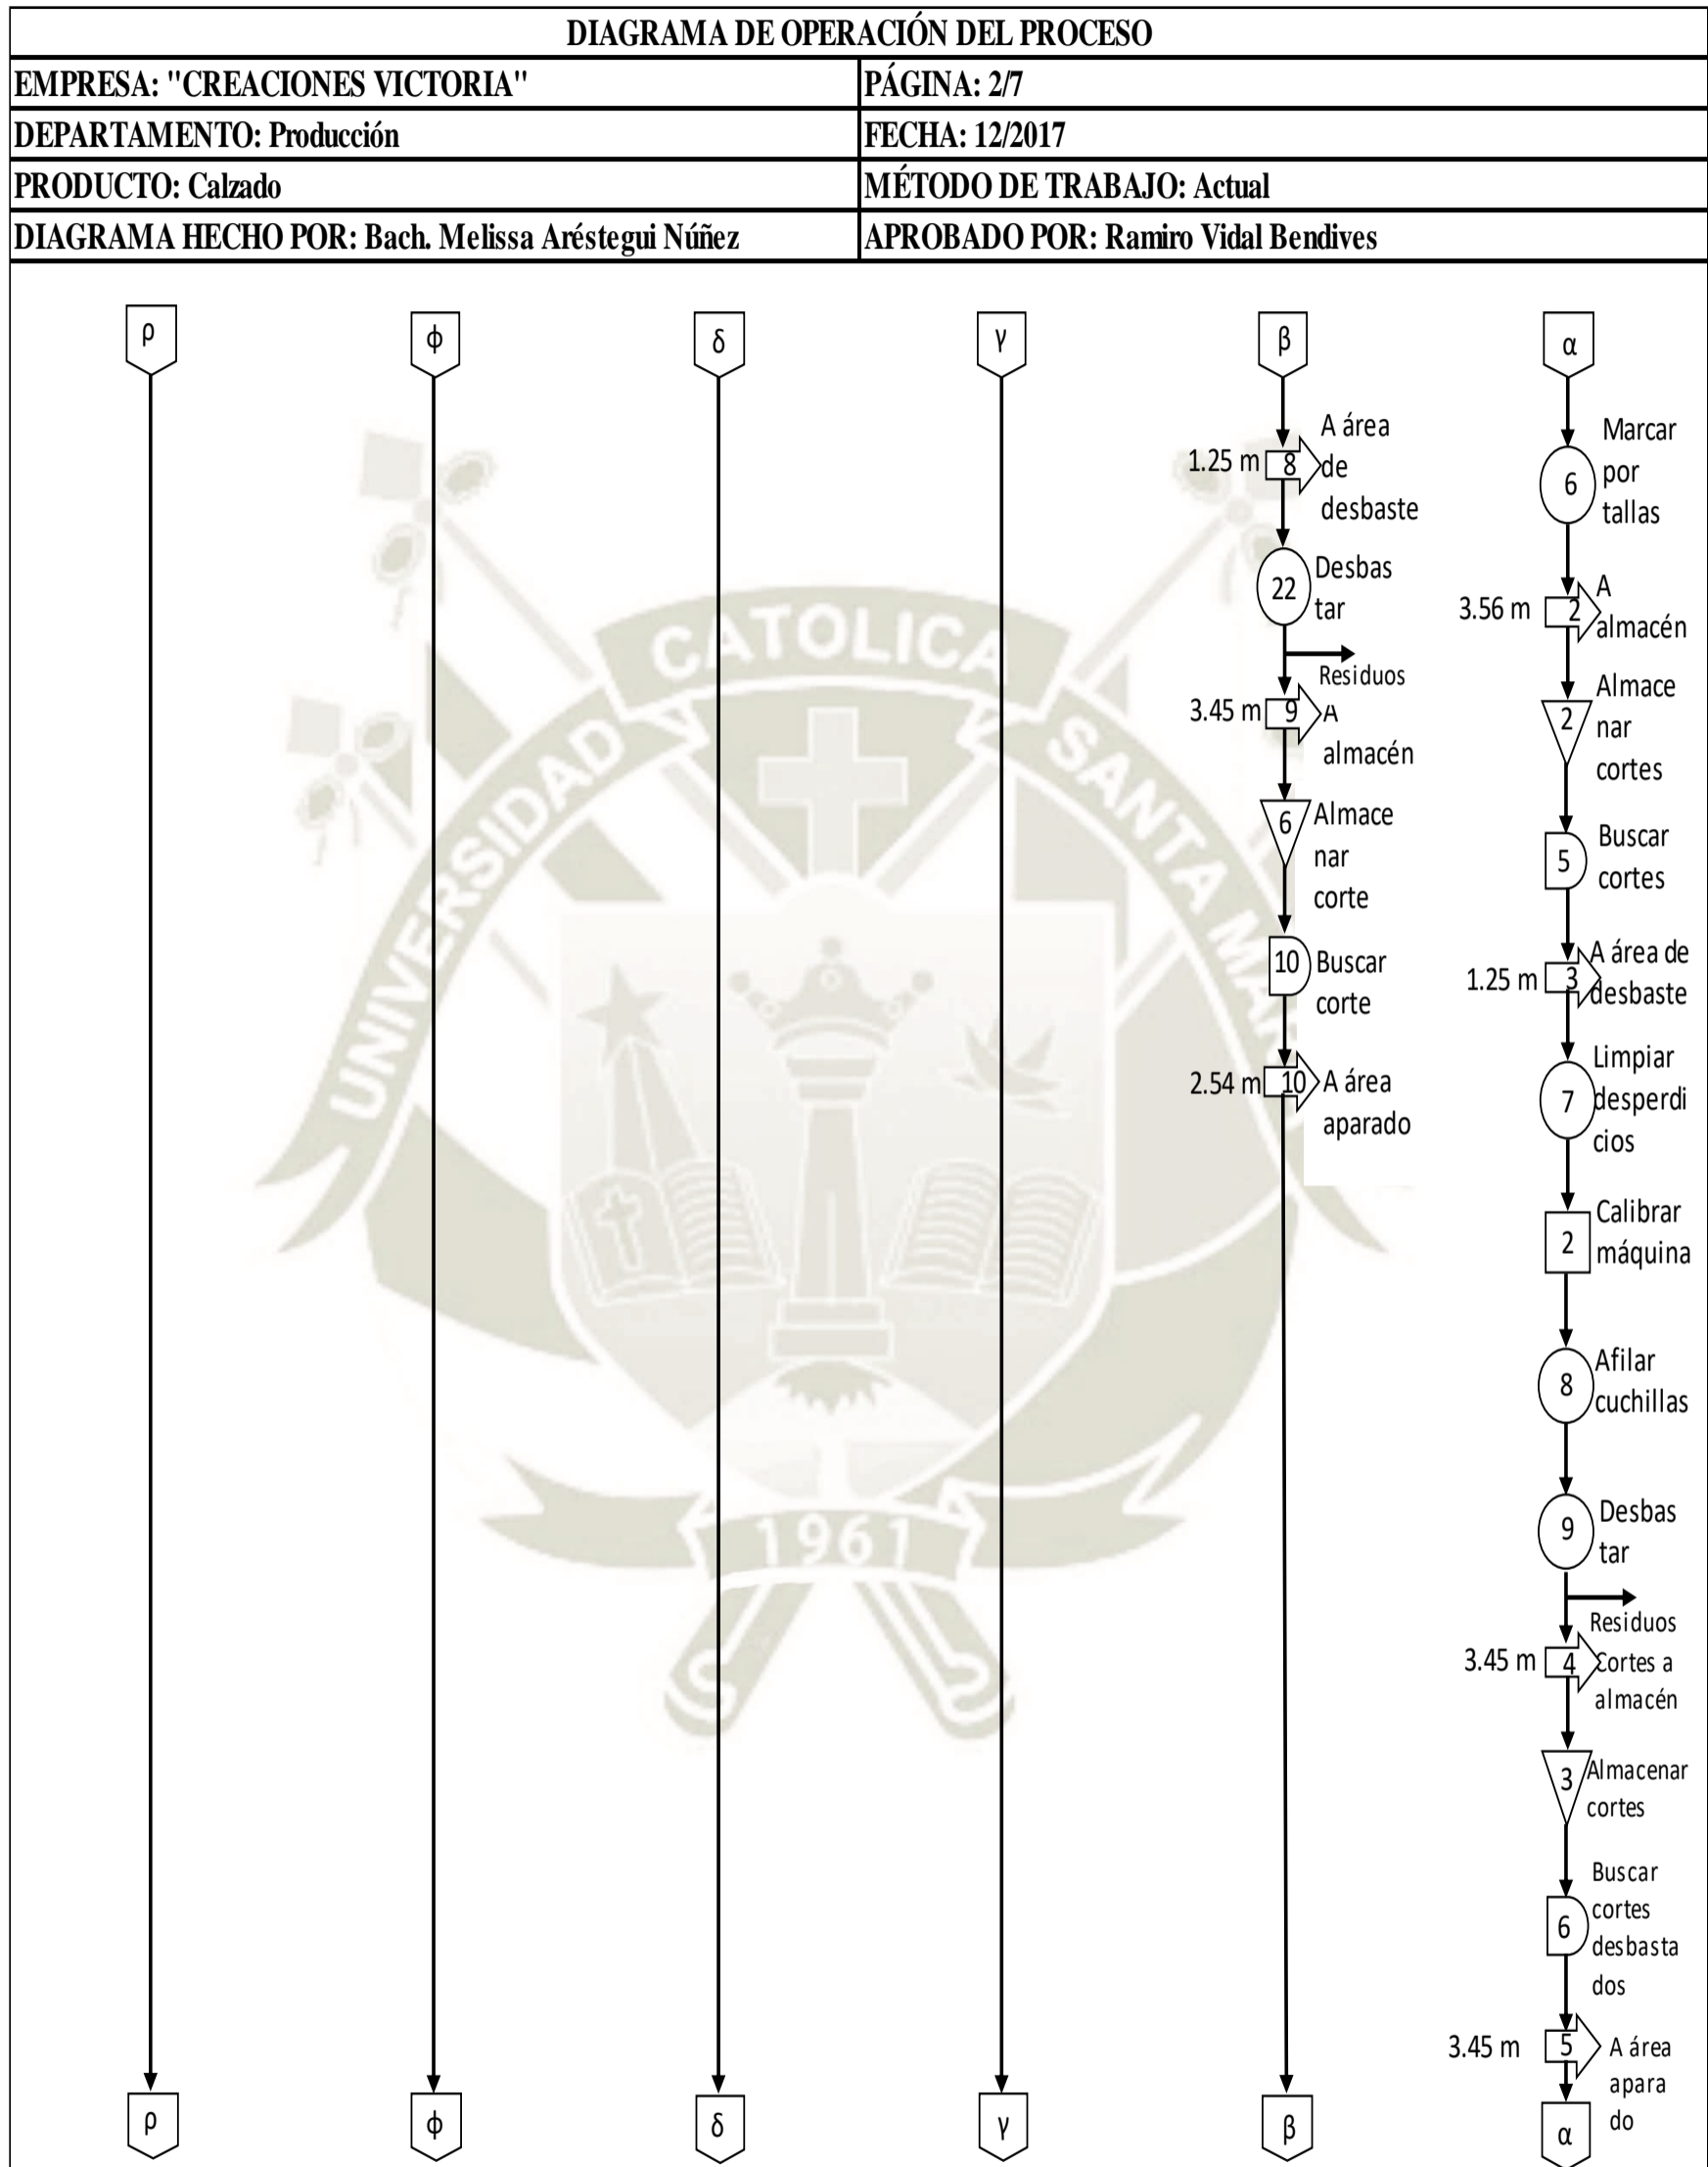 DIAGRAMA DE OPERACIÓN DEL PROCESO
EMPRESA: "CREACIONES VICTORIA"
PÁGINA: 2/7
DEPARTAMENTO: Producción
FECHA: 12/2017
PRODUCTO: Calzado
MÉTODO DE TRABAJO: Actual
DIAGRAMA HECHO POR: Bach. Melissa Aréstegui Núñez
APROBADO POR: Ramiro Vidal Bendives
ρ
ϕ
δ
γ
β
1.25 m
8
A área
de
desbaste
22
Desbas
tar
Residuos
3.45 m
9
A
almacén
6
Almace
nar
corte
10
Buscar
corte
2.54 m
10
A área
aparado
α
6
Marcar
por
tallas
3.56 m
2
A
almacén
2
Almace
nar
cortes
5
Buscar
cortes
1.25 m
3
A área de
desbaste
7
Limpiar
desperdi
cios
2
Calibrar
máquina
8
Afilar
cuchillas
9
Desbas
tar
Residuos
3.45 m
4
Cortes a
almacén
3
Almacenar
cortes
6
Buscar
cortes
desbasta
dos
3.45 m
5
A área
apara
do
ρ
ϕ
δ
γ
β
α
UNIVERSIDAD
CATOLICA
SANTA MA
1961